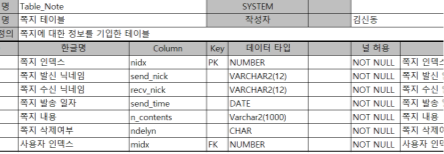 명 Table_Note SYSTEM
명 쪽지 테이블 작성자 김신동
정의 쪽지에 대한 정보를 기입한 테이블
한글명 Column Key 데이터 타입 널 허용
쪽지 인덱스 nidx PK NUMBER NOT NULL 쪽지 인덱스
쪽지 발신 닉네임 send_nick VARCHAR2(12) NOT NULL 쪽지 발신
쪽지 수신 닉네임 recv_nick VARCHAR2(12) NOT NULL 쪽지 수신
쪽지 발송 일자 send_time DATE NOT NULL 쪽지 발송
쪽지 내용 n_contents Varchar2(1000) NOT NULL 쪽지 내용
쪽지 삭제여부 ndelyn CHAR NOT NULL 쪽지 삭제
사용자 인덱스 midx FK NUMBER NOT NULL 사용자 인덱